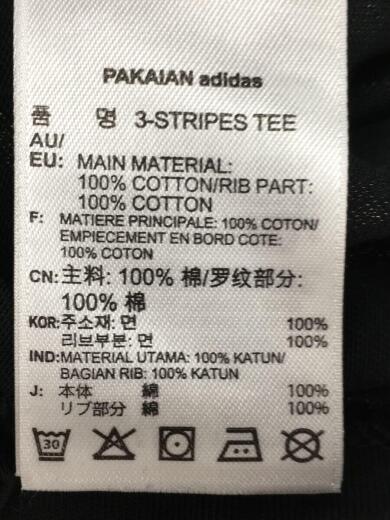 PAKAIAN adidas
품 명 3-STRIPES TEE
AU/
EU: MAIN MATERIAL:
100% COTTON/RIB PART:
100% COTTON
F: MATIERE PRINCIPALE: 100% COTON/
EMPIECEMENT EN BORD COTE:
100% COTON
CN: 主料: 100% 棉/罗纹部分:
100% 棉
KOR: 주소재: 면 100%
리브부분: 면 100%
IND: MATERIAL UTAMA: 100% KATUN/
BAGIAN RIB: 100% KATUN
J: 本体 綿 100%
リブ部分 綿 100%
30